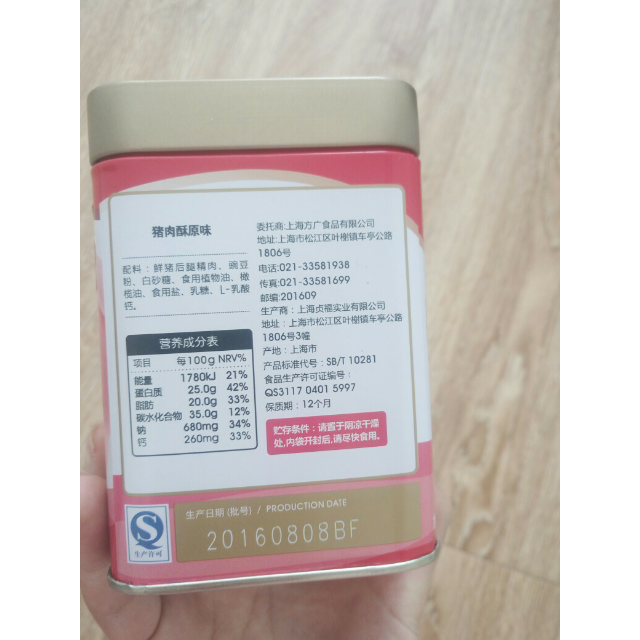 猪肉酥原味
配料：鲜猪后腿精肉、豌豆
粉、白砂糖、食用植物油、橄
榄油、食用盐、乳糖、L-乳酸
钙。
营养成分表
项目 每100g NRV%
能量 1780kJ 21%
蛋白质 25.0g 42%
脂肪 20.0g 33%
碳水化合物 35.0g 12%
钠 680mg 34%
钙 260mg 33%
委托商:上海方广食品有限公司
地址:上海市松江区叶榭镇车亭公路
1806号
电话:021-33581938
传真:021-33581699
邮编:201609
生产商：上海贞福实业有限公司
地址：上海市松江区叶榭镇车亭公路
1806号3幢
产地：上海市
产品标准代号：SB/T 10281
食品生产许可证编号：
QS3117 0401 5997
保质期：12个月
贮存条件：请置于阴凉干燥
处,内袋开封后,请尽快食用。
生产日期(批号) / PRODUCTION DATE
20160808BF
生产许可